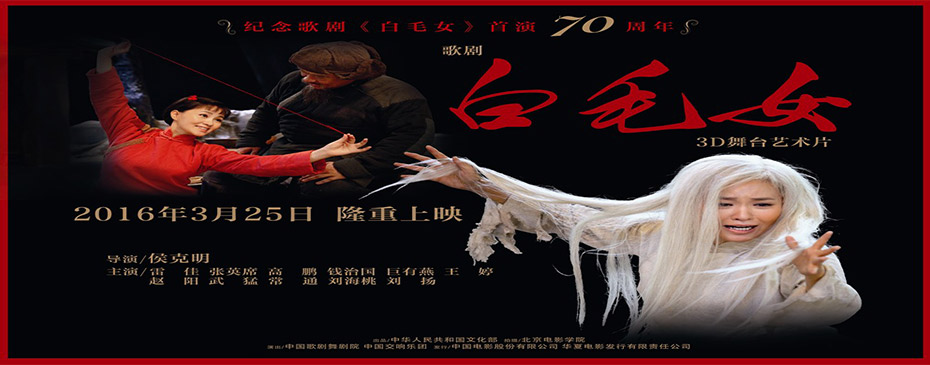 纪念歌剧《白毛女》首演70周年
歌剧
白毛女
3D舞台艺术片
2016年3月25日 隆重上映
导演/侯克明
主演/雷 佳 张英席 高 鹏 钱治国 巨有燕 王 婷
赵 阳 武 猛 常 通 刘海桃 刘 扬
出品/中华人民共和国文化部 拍摄/北京电影学院
演出/中国歌剧舞剧院 中国交响乐团 发行/中国电影股份有限公司 华夏电影发行有限责任公司